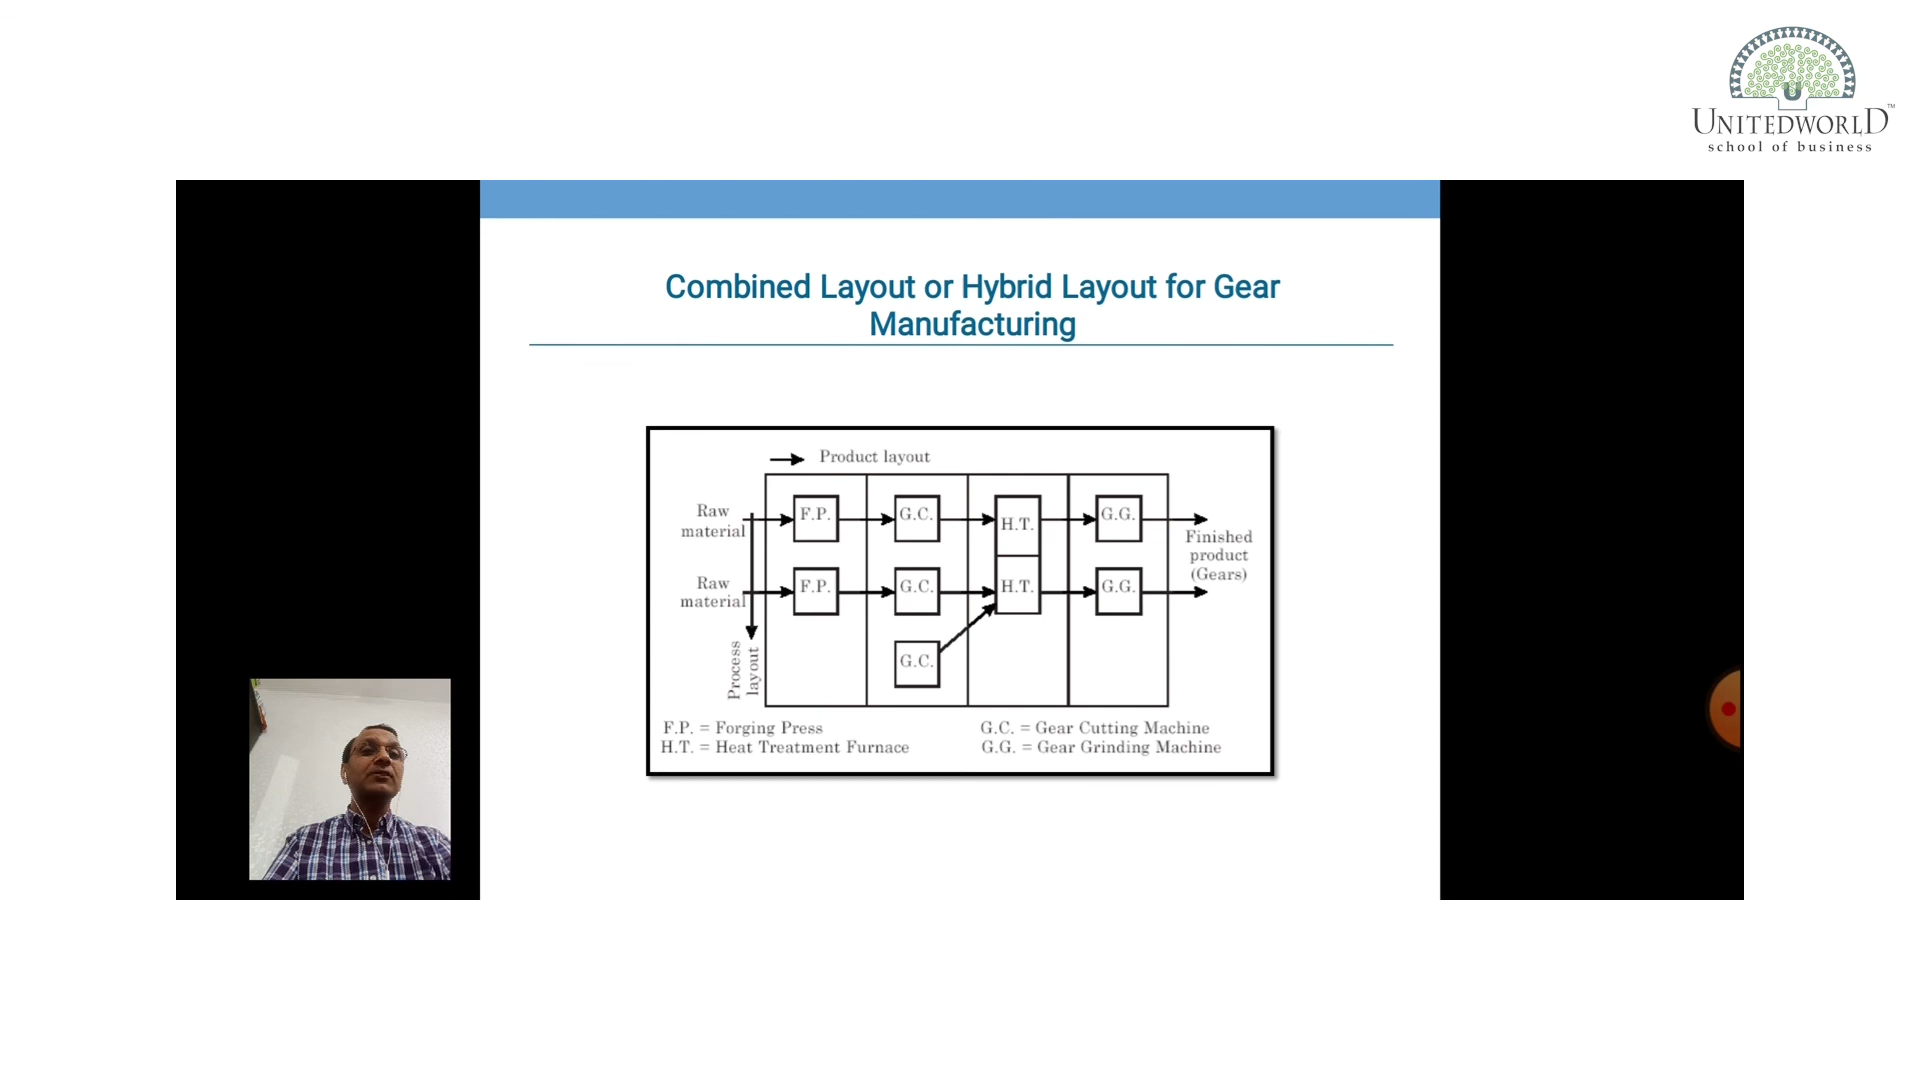 UNITEDWORLD™
school of business
Combined Layout or Hybrid Layout for Gear
Manufacturing
Product layout
Raw
material
F.P.
G.C.
H.T.
G.G.
Finished
product
(Gears)
Raw
material
F.P.
G.C.
H.T.
G.G.
G.C.
Process
layout
F.P. = Forging Press
G.C. = Gear Cutting Machine
H.T. = Heat Treatment Furnace
G.G. = Gear Grinding Machine